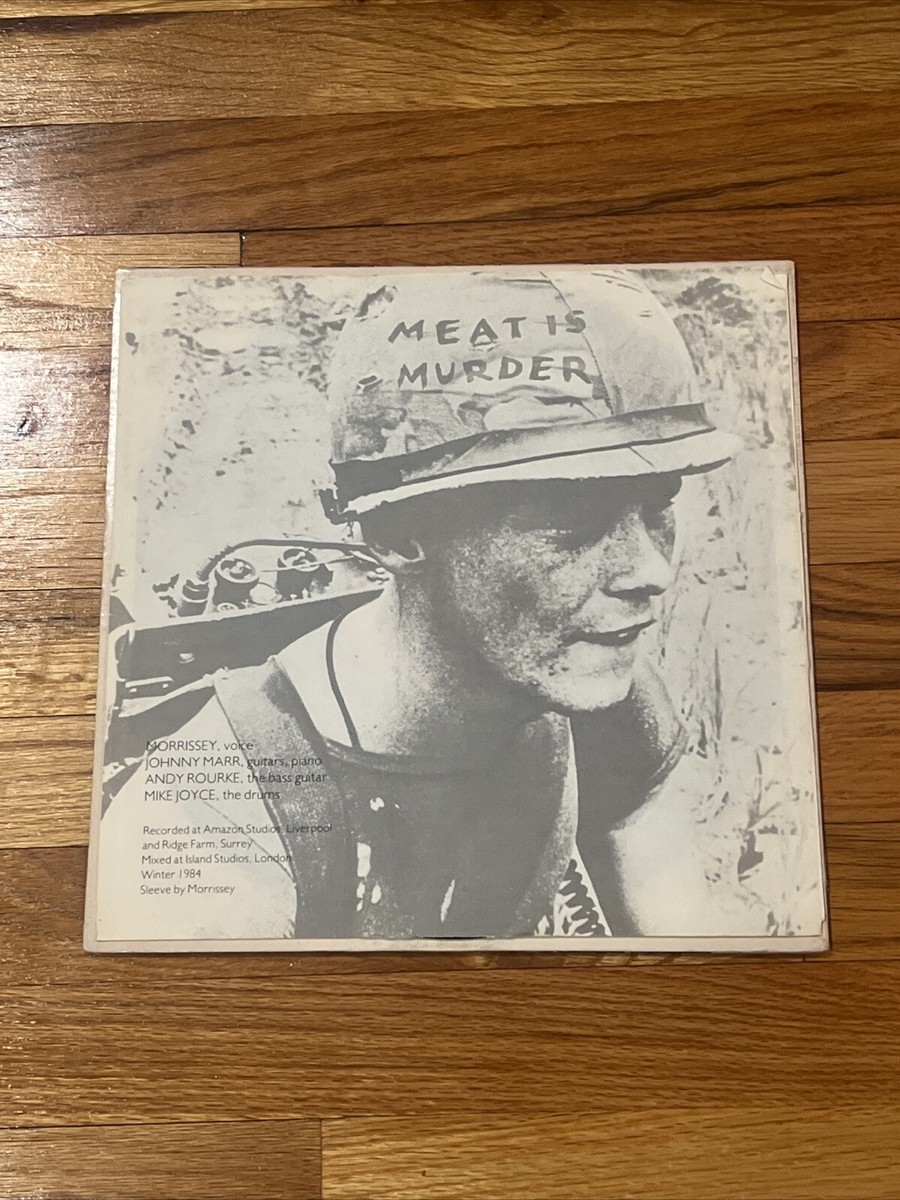 MEAT IS
MURDER
MORRISSEY, voice
JOHNNY MARR, guitars, piano
ANDY ROURKE, the bass guitar
MIKE JOYCE, the drums
Recorded at Amazon Studios, Liverpool
and Ridge Farm, Surrey
Mixed at Island Studios, London
Winter 1984
Sleeve by Morrissey